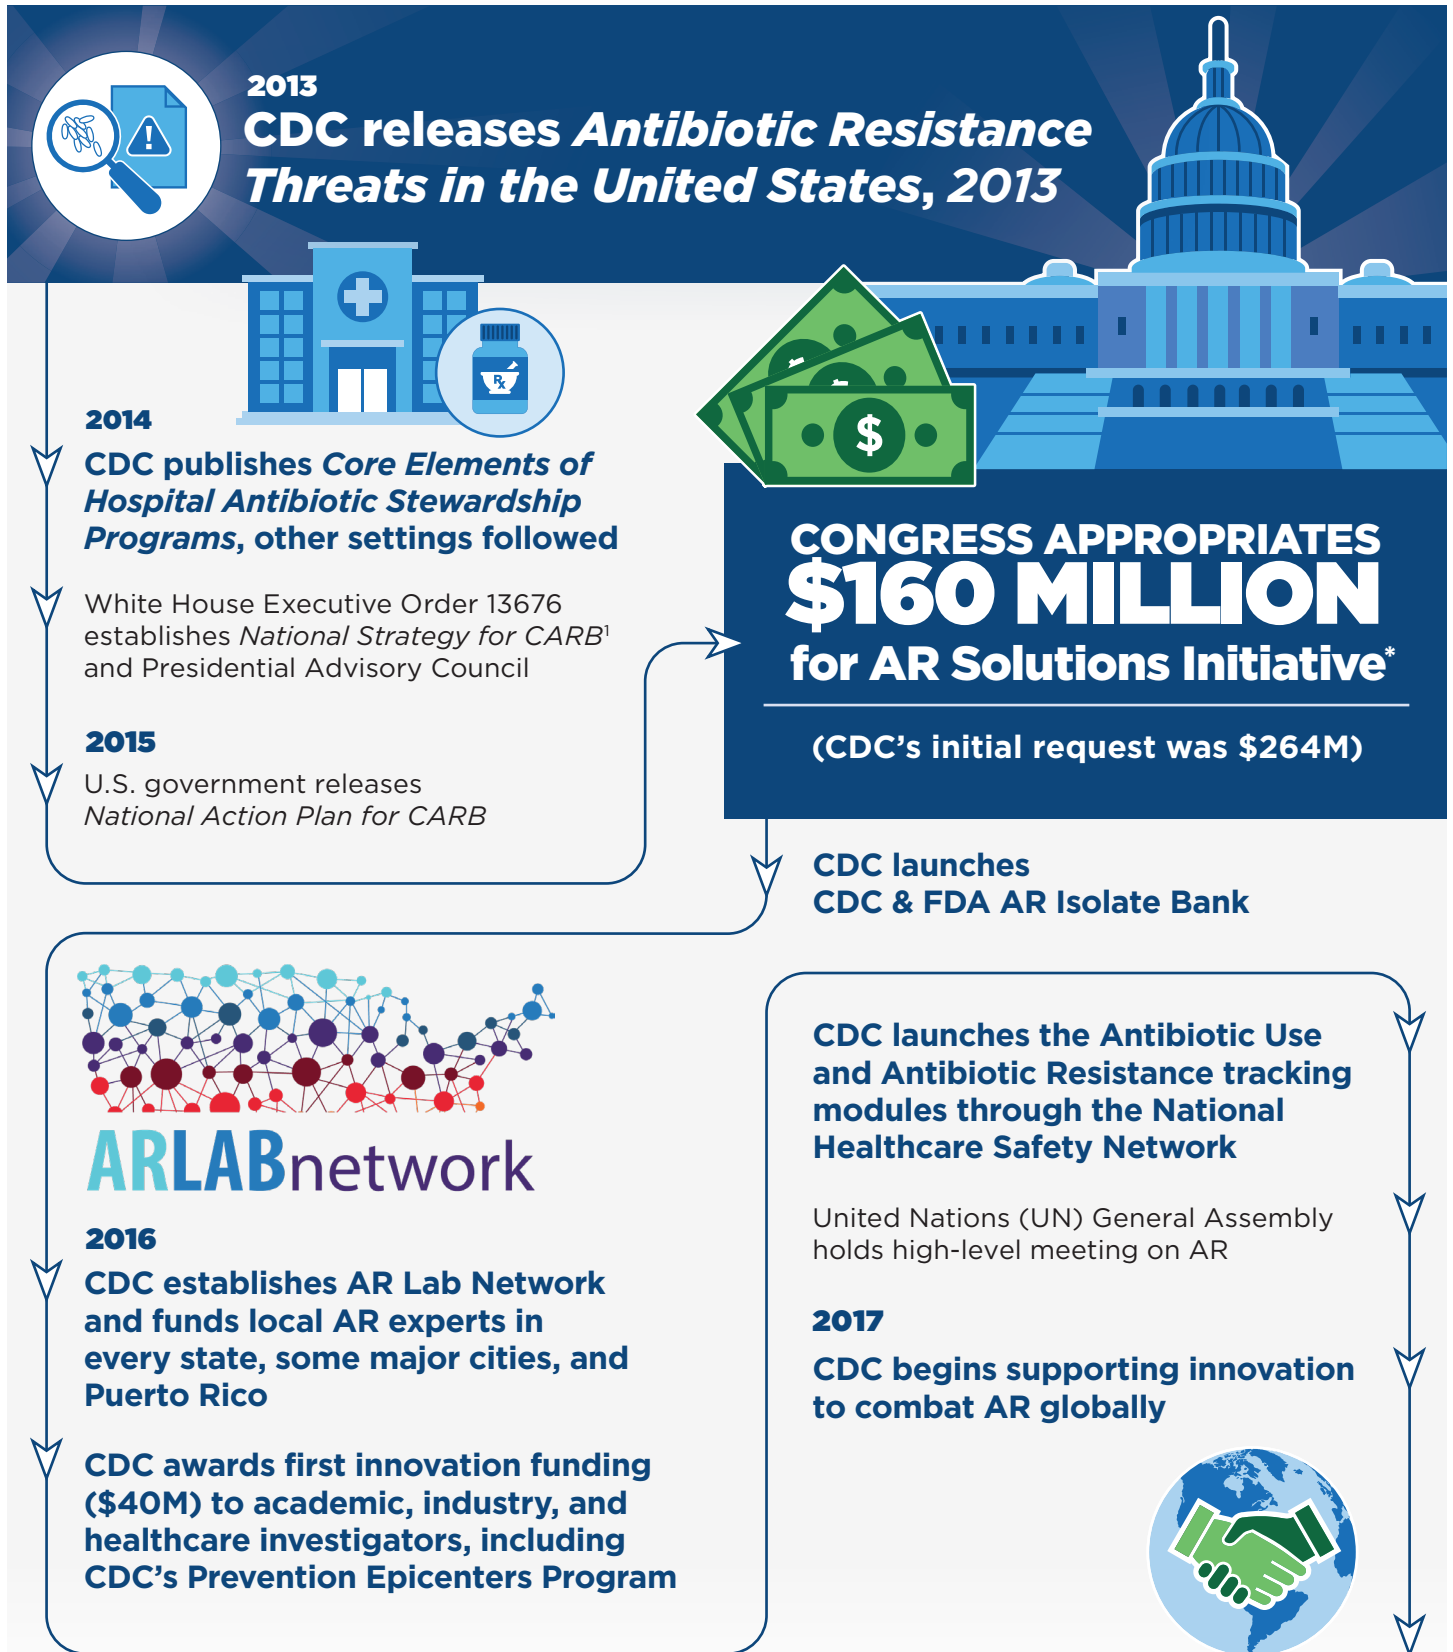 2013
CDC releases Antibiotic Resistance
Threats in the United States, 2013
Rx
2014
CDC publishes Core Elements of
Hospital Antibiotic Stewardship
Programs, other settings followed
White House Executive Order 13676
establishes National Strategy for CARB¹
and Presidential Advisory Council
2015
U.S. government releases
National Action Plan for CARB
$
CONGRESS APPROPRIATES
$160 MILLION
for AR Solutions Initiative*
(CDC’s initial request was $264M)
CDC launches
CDC & FDA AR Isolate Bank
ARLABnetwork
2016
CDC establishes AR Lab Network
and funds local AR experts in
every state, some major cities, and
Puerto Rico
CDC awards first innovation funding
($40M) to academic, industry, and
healthcare investigators, including
CDC’s Prevention Epicenters Program
CDC launches the Antibiotic Use
and Antibiotic Resistance tracking
modules through the National
Healthcare Safety Network
United Nations (UN) General Assembly
holds high-level meeting on AR
2017
CDC begins supporting innovation
to combat AR globally